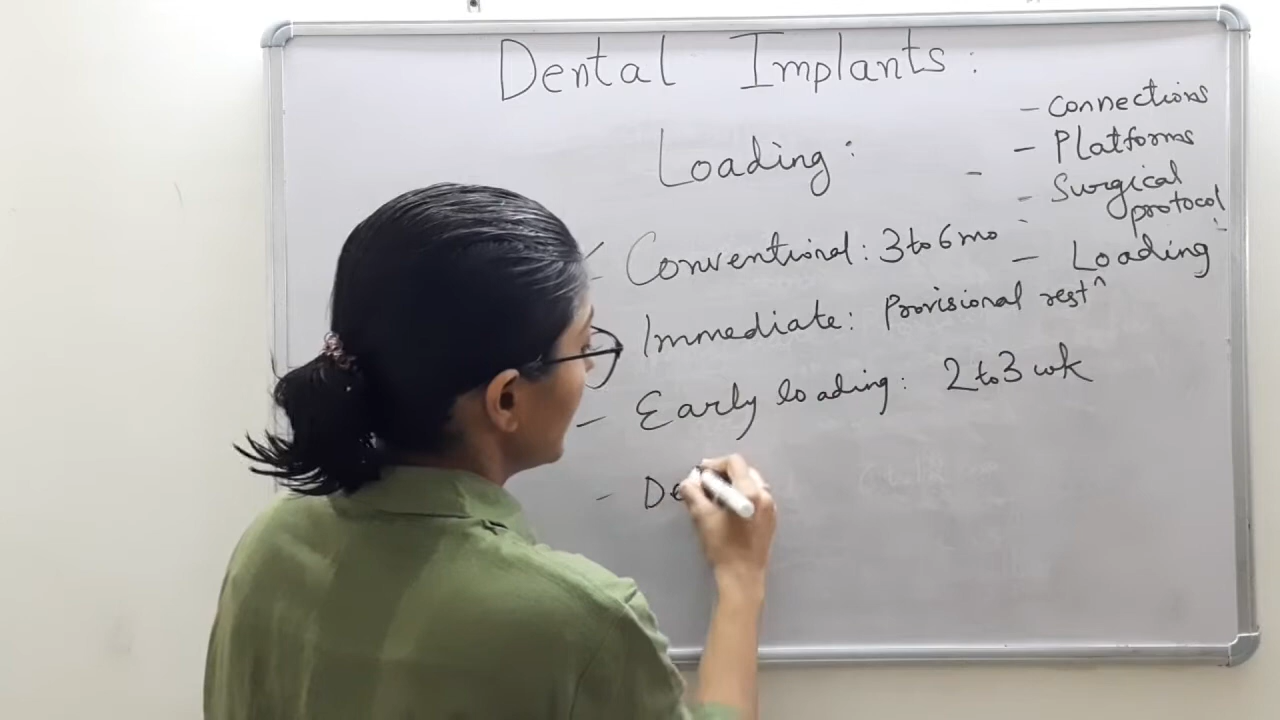 Dental Implants:
Loading:
- Connections
- Platforms
- Surgical
protocol
- Loading
Conventional: 3 to 6 mo
Immediate: Provisional restⁿ
- Early loading: 2 to 3 wk
- De